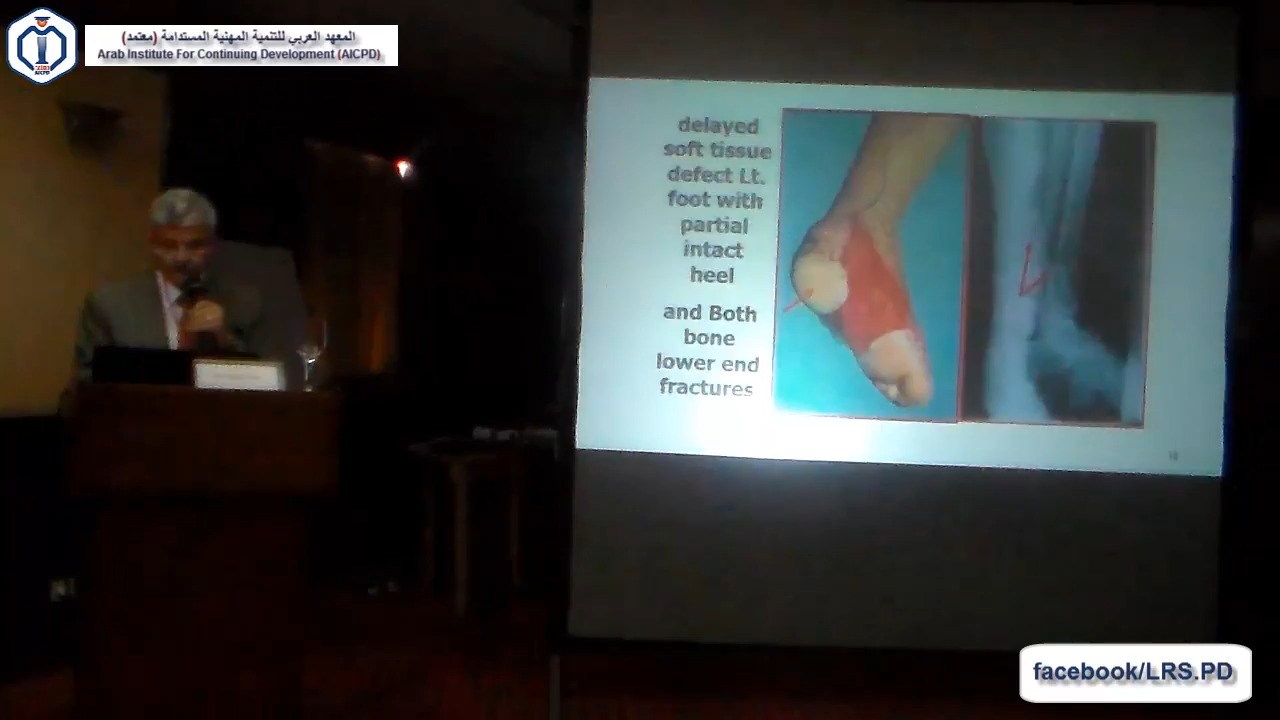 المعهد العربي للتنمية المهنية المستدامة (معتمد)
Arab Institute For Continuing Development (AICPD)
AICPD
delayed
soft tissue
defect Lt.
foot with
partial
intact
heel
and Both
bone
lower end
fractures
facebook/LRS.PD